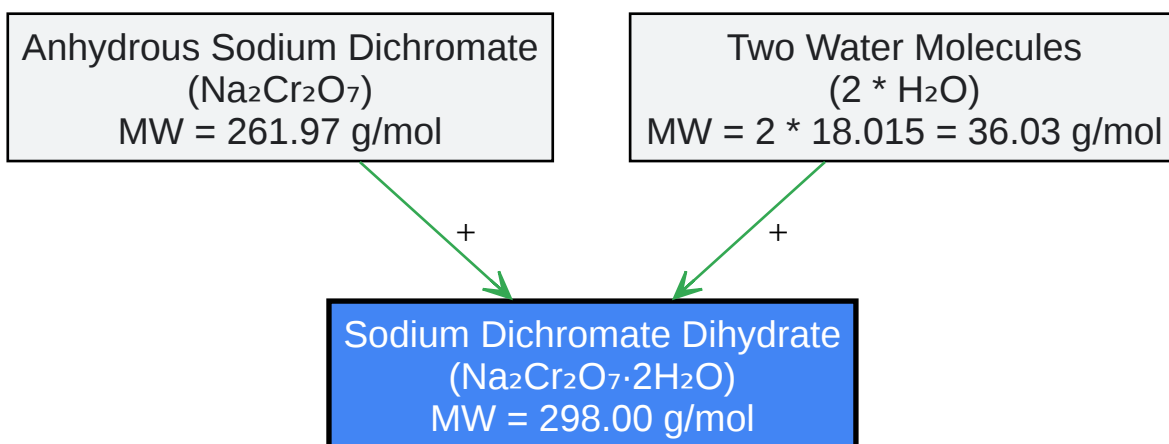 Anhydrous Sodium Dichromate
(Na₂Cr₂O₇)
MW = 261.97 g/mol
Two Water Molecules
(2 * H₂O)
MW = 2 * 18.015 = 36.03 g/mol
+
+
Sodium Dichromate Dihydrate
(Na₂Cr₂O₇·2H₂O)
MW = 298.00 g/mol